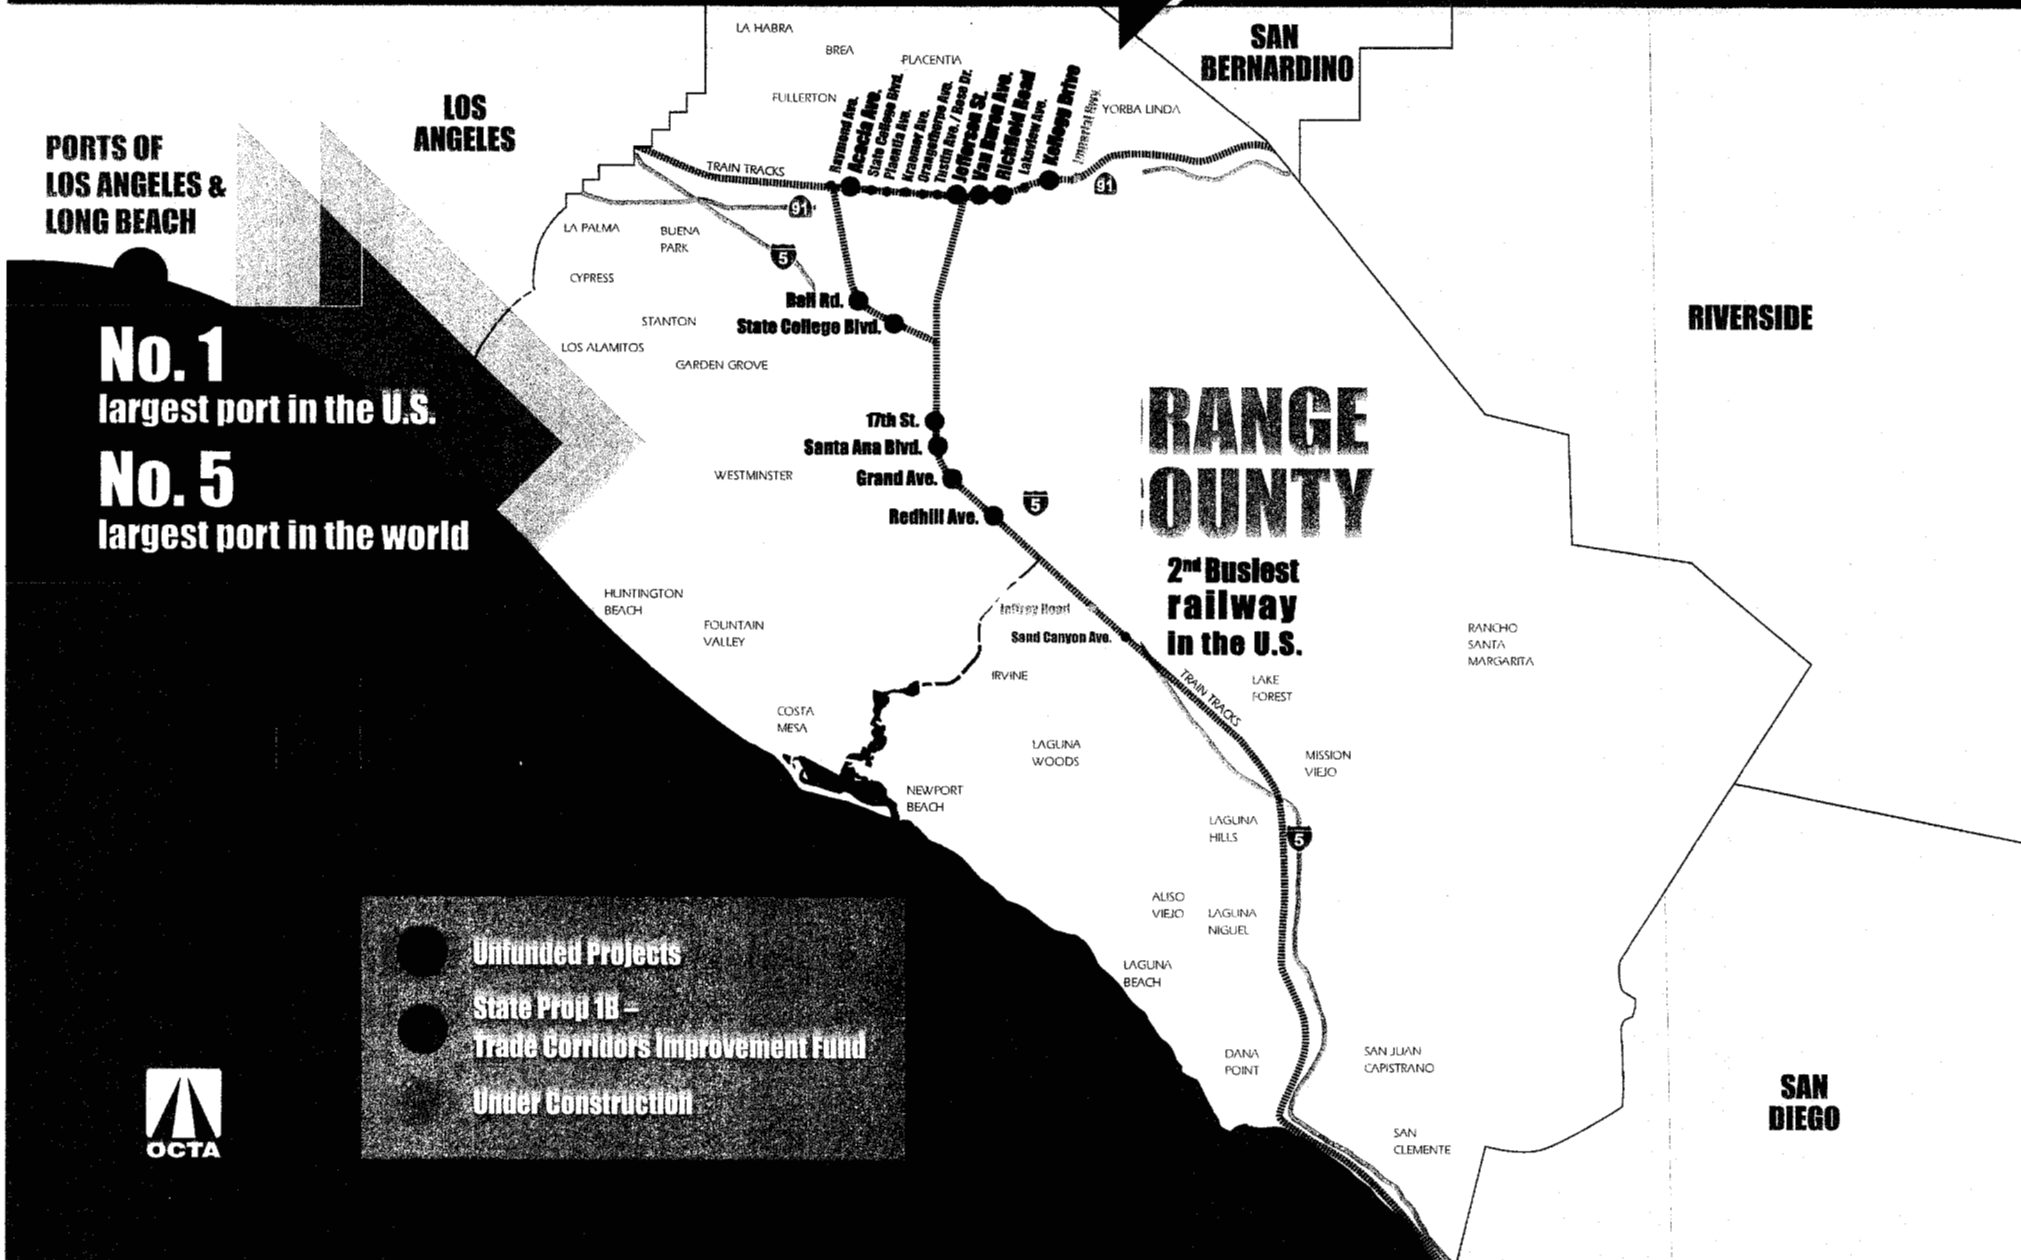 LA HABRA
BREA
PLACENTIA
FULLERTON
YORBA LINDA
SAN
BERNARDINO
LOS
ANGELES
PORTS OF
LOS ANGELES &
LONG BEACH
Raymond Ave.
Acacia Ave.
State College Blvd.
Placentia Ave.
Kraemer Ave.
Orangethorpe Ave.
Tustin Ave. / Rose Dr.
Jefferson St.
Van Buren Ave.
Richfield Road
Lakeview Ave.
Kellogg Drive
Imperial Hwy.
TRAIN TRACKS
91
91
LA PALMA
BUENA
PARK
5
CYPRESS
Ball Rd.
STANTON
State College Blvd.
LOS ALAMITOS
GARDEN GROVE
RIVERSIDE
No. 1
largest port in the U.S.
No. 5
largest port in the world
17th St.
Santa Ana Blvd.
WESTMINSTER
Grand Ave.
Redhill Ave.
5
RANGE
OUNTY
2nd Busiest
railway
in the U.S.
HUNTINGTON
BEACH
FOUNTAIN
VALLEY
Jeffrey Road
Sand Canyon Ave.
IRVINE
TRAIN TRACKS
LAKE
FOREST
RANCHO
SANTA
MARGARITA
COSTA
MESA
LAGUNA
WOODS
MISSION
VIEJO
NEWPORT
BEACH
LAGUNA
HILLS
5
ALISO
VIEJO
LAGUNA
NIGUEL
LAGUNA
BEACH
DANA
POINT
SAN JUAN
CAPISTRANO
SAN
CLEMENTE
SAN
DIEGO
Unfunded Projects
State Prop 1B –
Trade Corridors Improvement Fund
Under Construction
OCTA